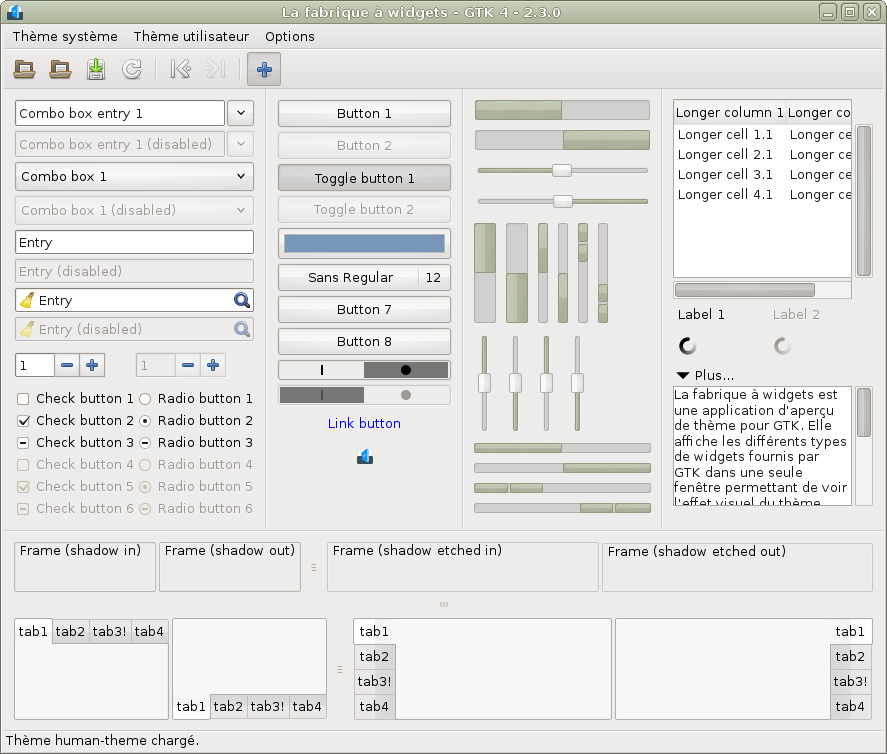 La fabrique à widgets - GTK 4 - 2.3.0
Thème système Thème utilisateur Options
Combo box entry 1
Combo box entry 1 (disabled)
Combo box 1
Combo box 1 (disabled)
Entry
Entry (disabled)
Entry
Entry (disabled)
1 1
Check button 1 Radio button 1
Check button 2 Radio button 2
Check button 3 Radio button 3
Check button 4 Radio button 4
Check button 5 Radio button 5
Check button 6 Radio button 6
Button 1
Button 2
Toggle button 1
Toggle button 2
Sans Regular 12
Button 7
Button 8
Link button
Longer column 1 Longer co
Longer cell 1.1 Longer ce
Longer cell 2.1 Longer ce
Longer cell 3.1 Longer ce
Longer cell 4.1 Longer ce
Label 1 Label 2
Plus...
La fabrique à widgets est
une application d'aperçu
de thème pour GTK. Elle
affiche les différents types
de widgets fournis par
GTK dans une seule
fenêtre permettant de voir
l'effet visuel du thème
Frame (shadow in) Frame (shadow out) Frame (shadow etched in) Frame (shadow etched out)
tab1 tab2 tab3! tab4
tab1 tab2 tab3! tab4
tab1
tab2
tab3!
tab4
tab1
tab2
tab3!
tab4
Thème human-theme chargé.